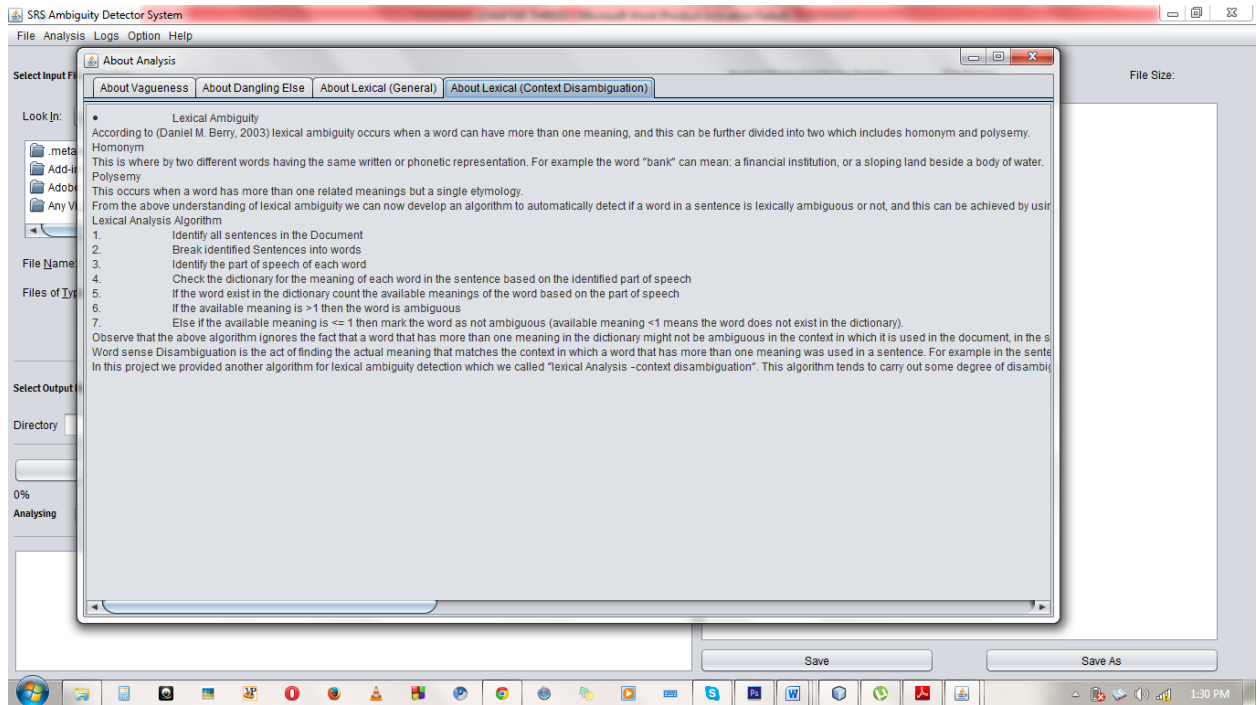 SRS Ambiguity Detector System
File Analysis Logs Option Help
About Analysis
Select Input Fi
File Size:
About Vagueness About Dangling Else About Lexical (General) About Lexical (Context Disambiguation)
Look In:
.meta
Add-in
Adobe
Any Vi
File Name:
Files of Typ
Select Output
Directory
0%
Analysing
• Lexical Ambiguity
According to (Daniel M. Berry, 2003) lexical ambiguity occurs when a word can have more than one meaning, and this can be further divided into two which includes homonym and polysemy.
Homonym
This is where by two different words having the same written or phonetic representation. For example the word "bank" can mean: a financial institution, or a sloping land beside a body of water.
Polysemy
This occurs when a word has more than one related meanings but a single etymology.
From the above understanding of lexical ambiguity we can now develop an algorithm to automatically detect if a word in a sentence is lexically ambiguous or not, and this can be achieved by usin
Lexical Analysis Algorithm
1. Identify all sentences in the Document
2. Break identified Sentences into words
3. Identify the part of speech of each word
4. Check the dictionary for the meaning of each word in the sentence based on the identified part of speech
5. If the word exist in the dictionary count the available meanings of the word based on the part of speech
6. If the available meaning is >1 then the word is ambiguous
7. Else if the available meaning is <= 1 then mark the word as not ambiguous (available meaning <1 means the word does not exist in the dictionary).
Observe that the above algorithm ignores the fact that a word that has more than one meaning in the dictionary might not be ambiguous in the context in which it is used in the document, in the s
Word sense Disambiguation is the act of finding the actual meaning that matches the context in which a word that has more than one meaning was used in a sentence. For example in the sente
In this project we provided another algorithm for lexical ambiguity detection which we called "lexical Analysis –context disambiguation". This algorithm tends to carry out some degree of disambig
Save Save As
1:30 PM